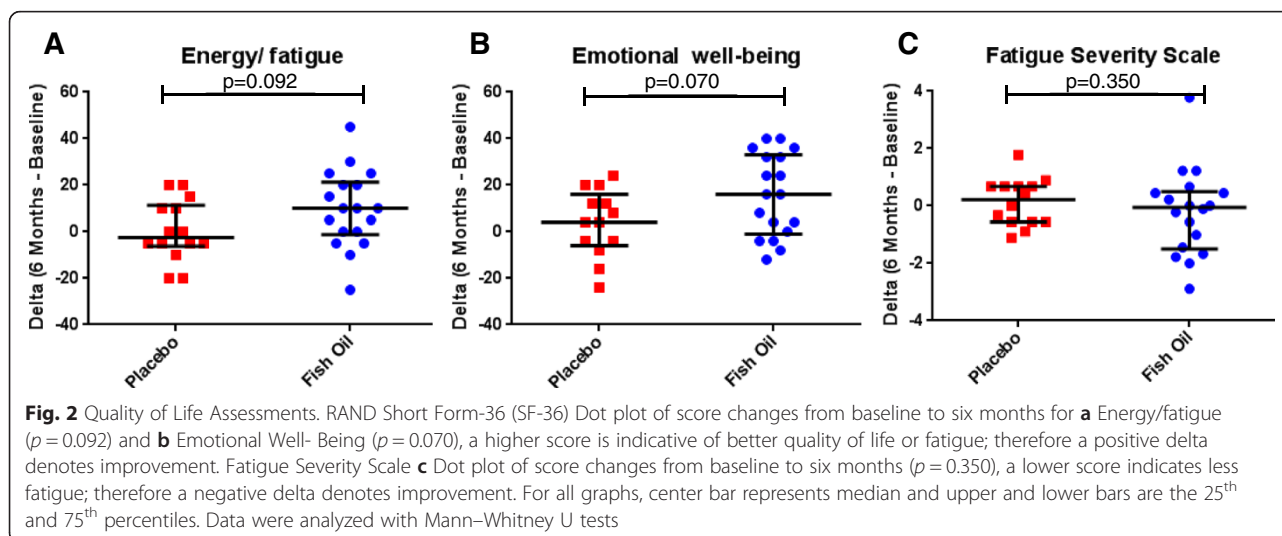 A
Energy/ fatigue
p=0.092
60
40
20
0
-20
-40
Delta (6 Months - Baseline)
Placebo
Fish Oil
B
Emotional well-being
p=0.070
60
40
20
0
-20
-40
Delta (6 Months - Baseline)
Placebo
Fish Oil
C
Fatigue Severity Scale
p=0.350
4
2
0
-2
-4
Delta (6 Months - Baseline)
Placebo
Fish Oil
Fig. 2 Quality of Life Assessments. RAND Short Form-36 (SF-36) Dot plot of score changes from baseline to six months for a Energy/fatigue
(p = 0.092) and b Emotional Well- Being (p = 0.070), a higher score is indicative of better quality of life or fatigue; therefore a positive delta
denotes improvement. Fatigue Severity Scale c Dot plot of score changes from baseline to six months (p = 0.350), a lower score indicates less
fatigue; therefore a negative delta denotes improvement. For all graphs, center bar represents median and upper and lower bars are the 25th
and 75th percentiles. Data were analyzed with Mann–Whitney U tests